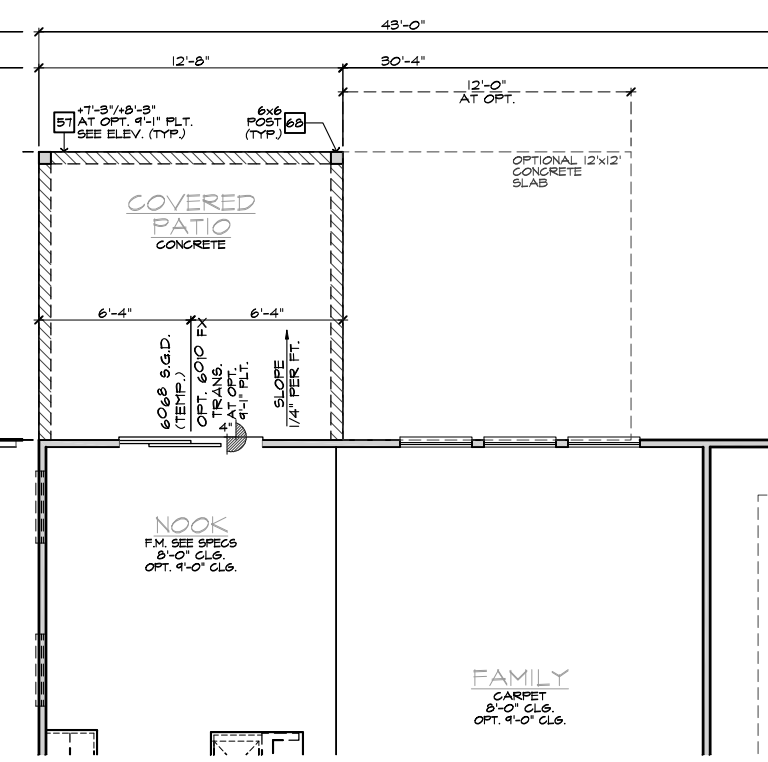 43'-0"
12'-8"
30'-4"
12'-0"
AT OPT.
57
+7'-3"/+8'-3"
AT OPT. 9'-1" PLT.
SEE ELEV. (TYP.)
6x6
POST
(TYP.)
68
OPTIONAL 12'x12'
CONCRETE
SLAB
COVERED
PATIO
CONCRETE
6'-4"
6'-4"
6068 S.G.D.
(TEMP.)
OPT. 6010 FX
TRANS.
AT OPT.
9'-1" PLT.
SLOPE
1/4" PER FT.
4"
NOOK
F.M. SEE SPECS
8'-0" CLG.
OPT. 9'-0" CLG.
FAMILY
CARPET
8'-0" CLG.
OPT. 9'-0" CLG.